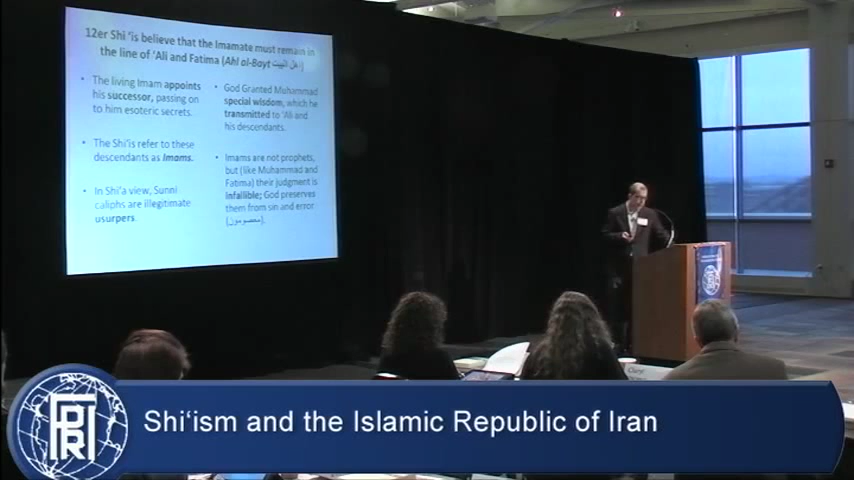 12er Shi 'is believe that the Imamate must remain in
the line of 'Ali and Fatima (Ahl al-Bayt اهل البيت)
• The living Imam appoints
his successor, passing on
to him esoteric secrets.
• The Shi'is refer to these
descendants as Imams.
• In Shi'a view, Sunni
caliphs are illegitimate
usurpers.
• God Granted Muhammad
special wisdom, which he
transmitted to 'Ali and
his descendants.
• Imams are not prophets,
but (like Muhammad and
Fatima) their judgment is
infallible; God preserves
them from sin and error
(معصومون).
FPRI
Shi'ism and the Islamic Republic of Iran